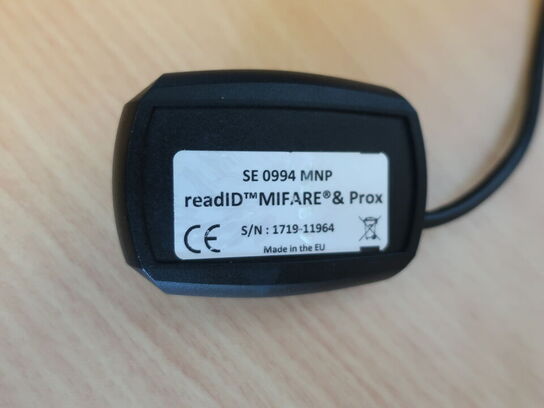 SE 0994 MNP
readID™MIFARE®& Prox
CE S/N : 1719-11964
Made in the EU